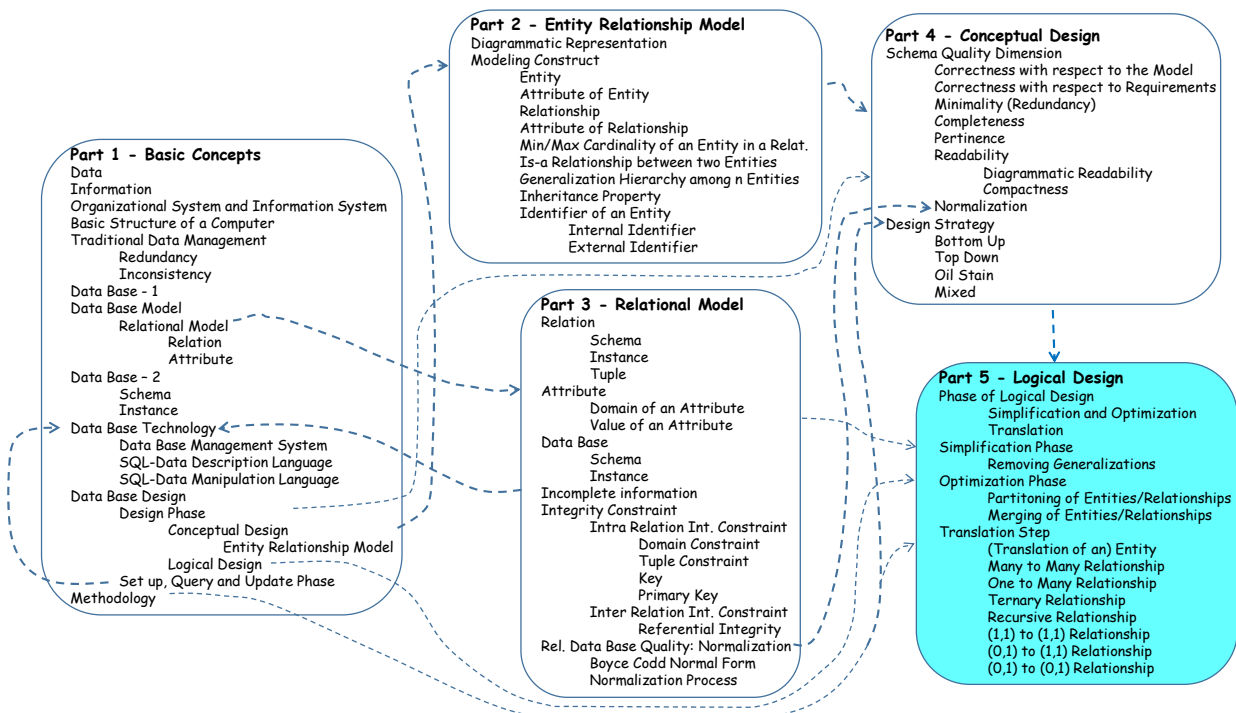 Part 1 - Basic Concepts
Data
Information
Organizational System and Information System
Basic Structure of a Computer
Traditional Data Management
Redundancy
Inconsistency
Data Base - 1
Data Base Model
Relational Model
Relation
Attribute
Data Base – 2
Schema
Instance
Data Base Technology
Data Base Management System
SQL-Data Description Language
SQL-Data Manipulation Language
Data Base Design
Design Phase
Conceptual Design
Entity Relationship Model
Logical Design
Set up, Query and Update Phase
Methodology
Part 2 - Entity Relationship Model
Diagrammatic Representation
Modeling Construct
Entity
Attribute of Entity
Relationship
Attribute of Relationship
Min/Max Cardinality of an Entity in a Relat.
Is-a Relationship between two Entities
Generalization Hierarchy among n Entities
Inheritance Property
Identifier of an Entity
Internal Identifier
External Identifier
Part 3 - Relational Model
Relation
Schema
Instance
Tuple
Attribute
Domain of an Attribute
Value of an Attribute
Data Base
Schema
Instance
Incomplete information
Integrity Constraint
Intra Relation Int. Constraint
Domain Constraint
Tuple Constraint
Key
Primary Key
Inter Relation Int. Constraint
Referential Integrity
Rel. Data Base Quality: Normalization
Boyce Codd Normal Form
Normalization Process
Part 4 - Conceptual Design
Schema Quality Dimension
Correctness with respect to the Model
Correctness with respect to Requirements
Minimality (Redundancy)
Completeness
Pertinence
Readability
Diagrammatic Readability
Compactness
Normalization
Design Strategy
Bottom Up
Top Down
Oil Stain
Mixed
Part 5 - Logical Design
Phase of Logical Design
Simplification and Optimization
Translation
Simplification Phase
Removing Generalizations
Optimization Phase
Partitoning of Entities/Relationships
Merging of Entities/Relationships
Translation Step
(Translation of an) Entity
Many to Many Relationship
One to Many Relationship
Ternary Relationship
Recursive Relationship
(1,1) to (1,1) Relationship
(0,1) to (1,1) Relationship
(0,1) to (0,1) Relationship